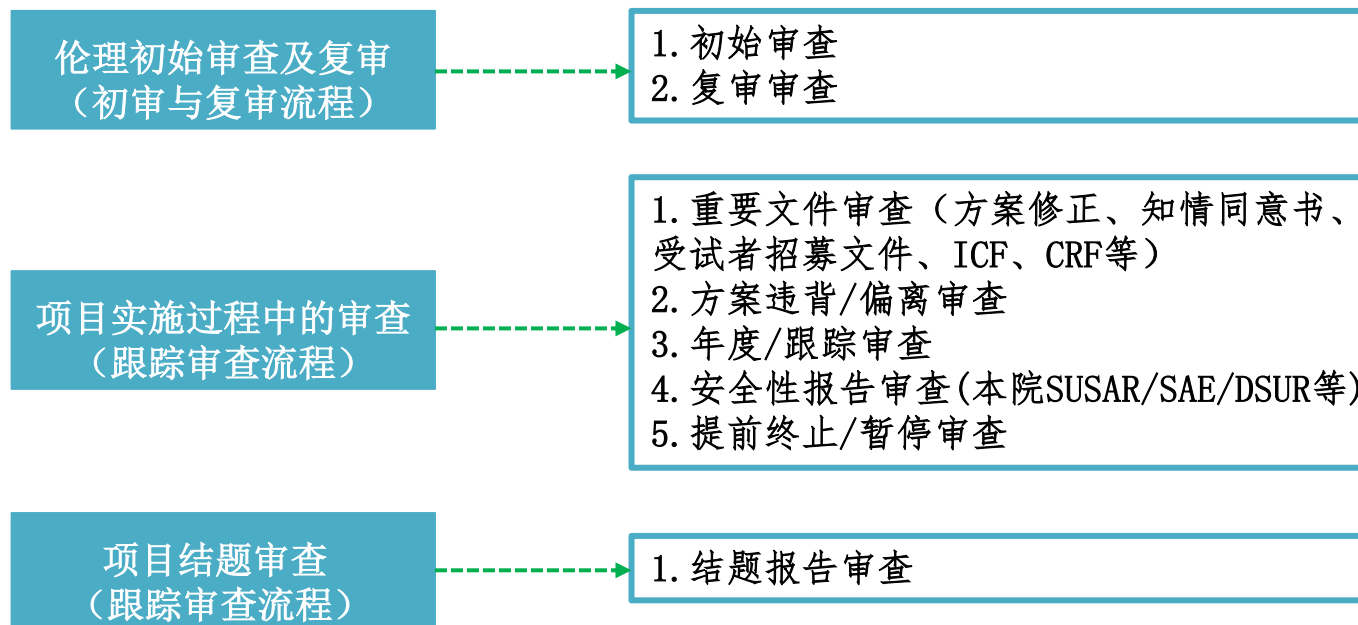 伦理初始审查及复审
（初审与复审流程）
1.初始审查
2.复审审查
项目实施过程中的审查
（跟踪审查流程）
1.重要文件审查（方案修正、知情同意书、
受试者招募文件、ICF、CRF等）
2.方案违背/偏离审查
3.年度/跟踪审查
4.安全性报告审查(本院SUSAR/SAE/DSUR等)
5.提前终止/暂停审查
项目结题审查
（跟踪审查流程）
1.结题报告审查